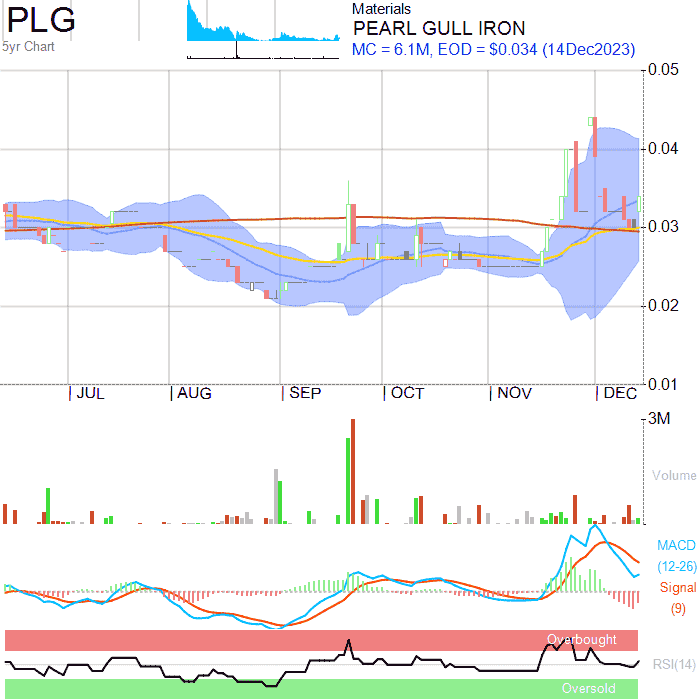 PLG
5yr Chart
Materials
PEARL GULL IRON
MC = 6.1M, EOD = $0.034 (14Dec2023)
0.05
0.04
0.03
0.02
0.01
JUL AUG SEP OCT NOV DEC
3M
Volume
MACD
(12-26)
Signal
(9)
Overbought
RSI(14)
Oversold